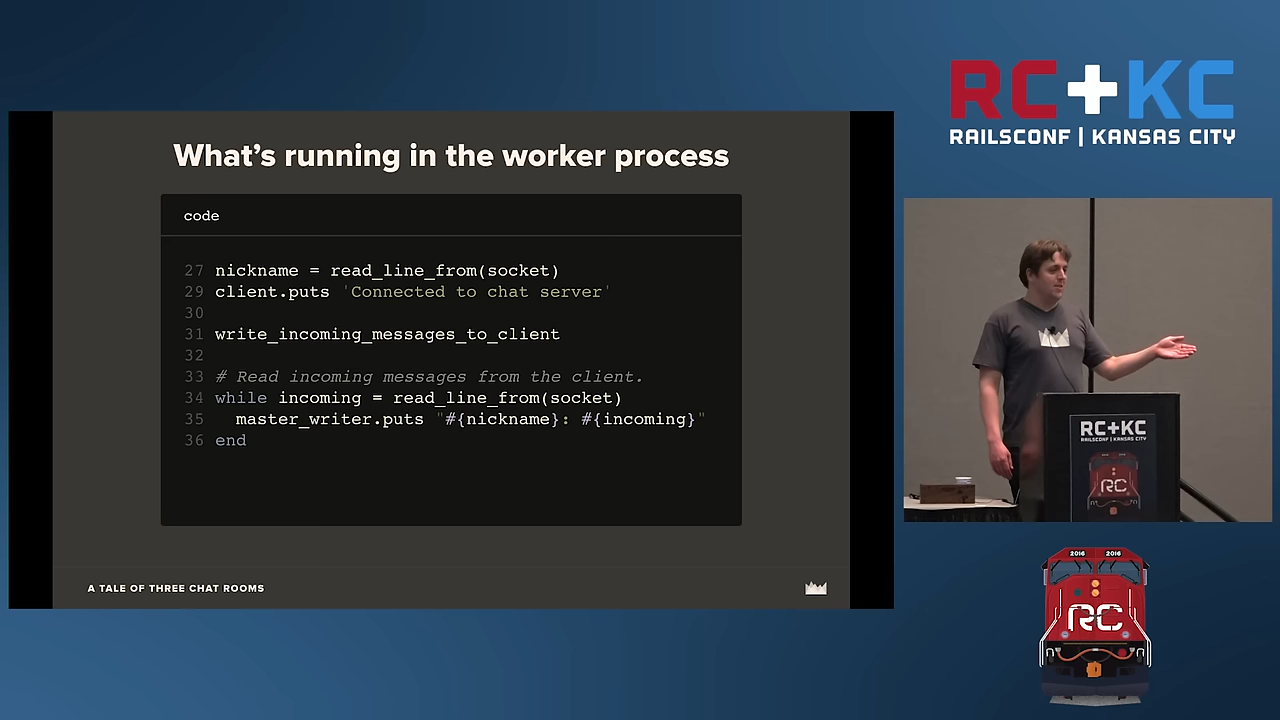 What's running in the worker process
code
27 nickname = read_line_from(socket)
29 client.puts 'Connected to chat server'
30
31 write_incoming_messages_to_client
32
33 # Read incoming messages from the client.
34 while incoming = read_line_from(socket)
35   master_writer.puts "#{nickname}: #{incoming}"
36 end
A TALE OF THREE CHAT ROOMS
RC+KC
RAILSCONF | KANSAS CITY
RC+KC
RAILSCONF | KANSAS CITY
RC
2016 2016
RC